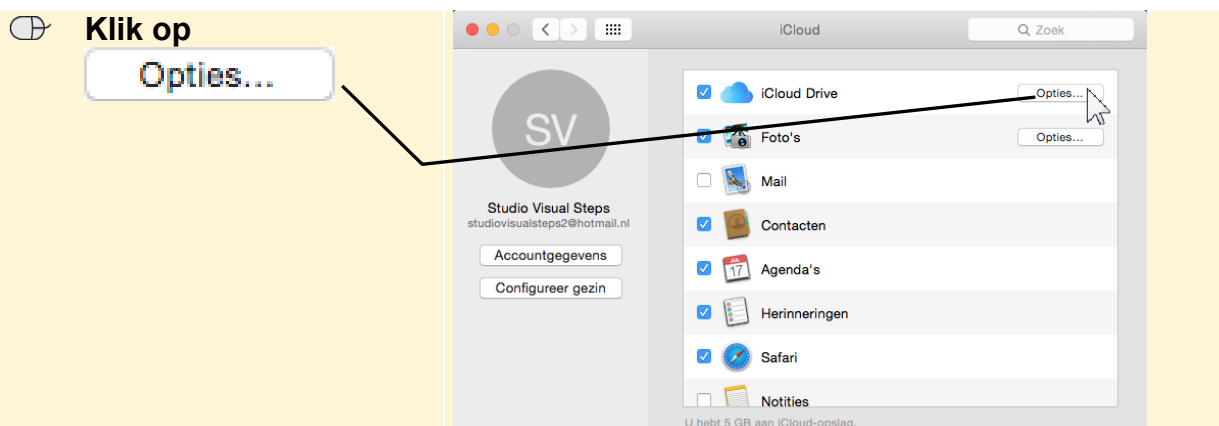 Klik op
Opties...
iCloud
Zoek
SV
Studio Visual Steps
studiovisualsteps2@hotmail.nl
Accountgegevens
Configureer gezin
iCloud Drive
Opties...
Foto's
Opties...
Mail
Contacten
JUL
17
Agenda's
Herinneringen
Safari
Notities
U hebt 5 GB aan iCloud-opslag.